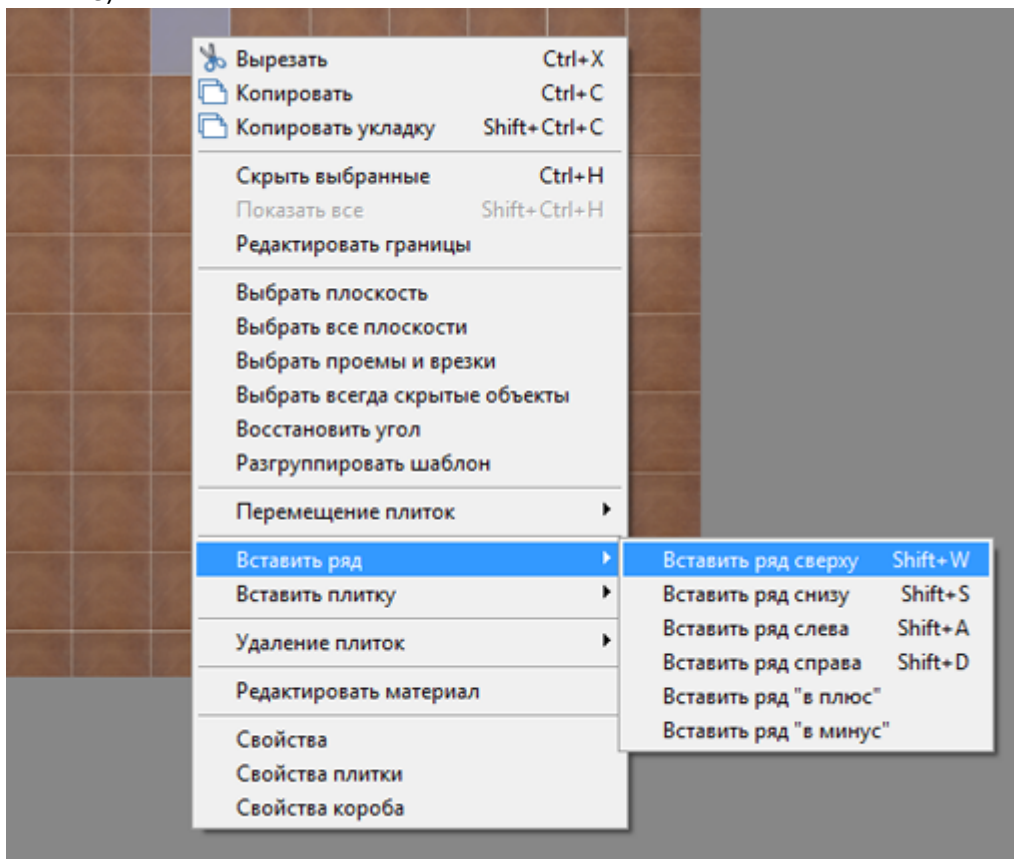 Вырезать Ctrl+X
Копировать Ctrl+C
Копировать укладку Shift+Ctrl+C
Скрыть выбранные Ctrl+H
Показать все Shift+Ctrl+H
Редактировать границы
Выбрать плоскость
Выбрать все плоскости
Выбрать проемы и врезки
Выбрать всегда скрытые объекты
Восстановить угол
Разгруппировать шаблон
Перемещение плиток
Вставить ряд
Вставить плитку
Удаление плиток
Редактировать материал
Свойства
Свойства плитки
Свойства короба
Вставить ряд сверху Shift+W
Вставить ряд снизу Shift+S
Вставить ряд слева Shift+A
Вставить ряд справа Shift+D
Вставить ряд "в плюс"
Вставить ряд "в минус"